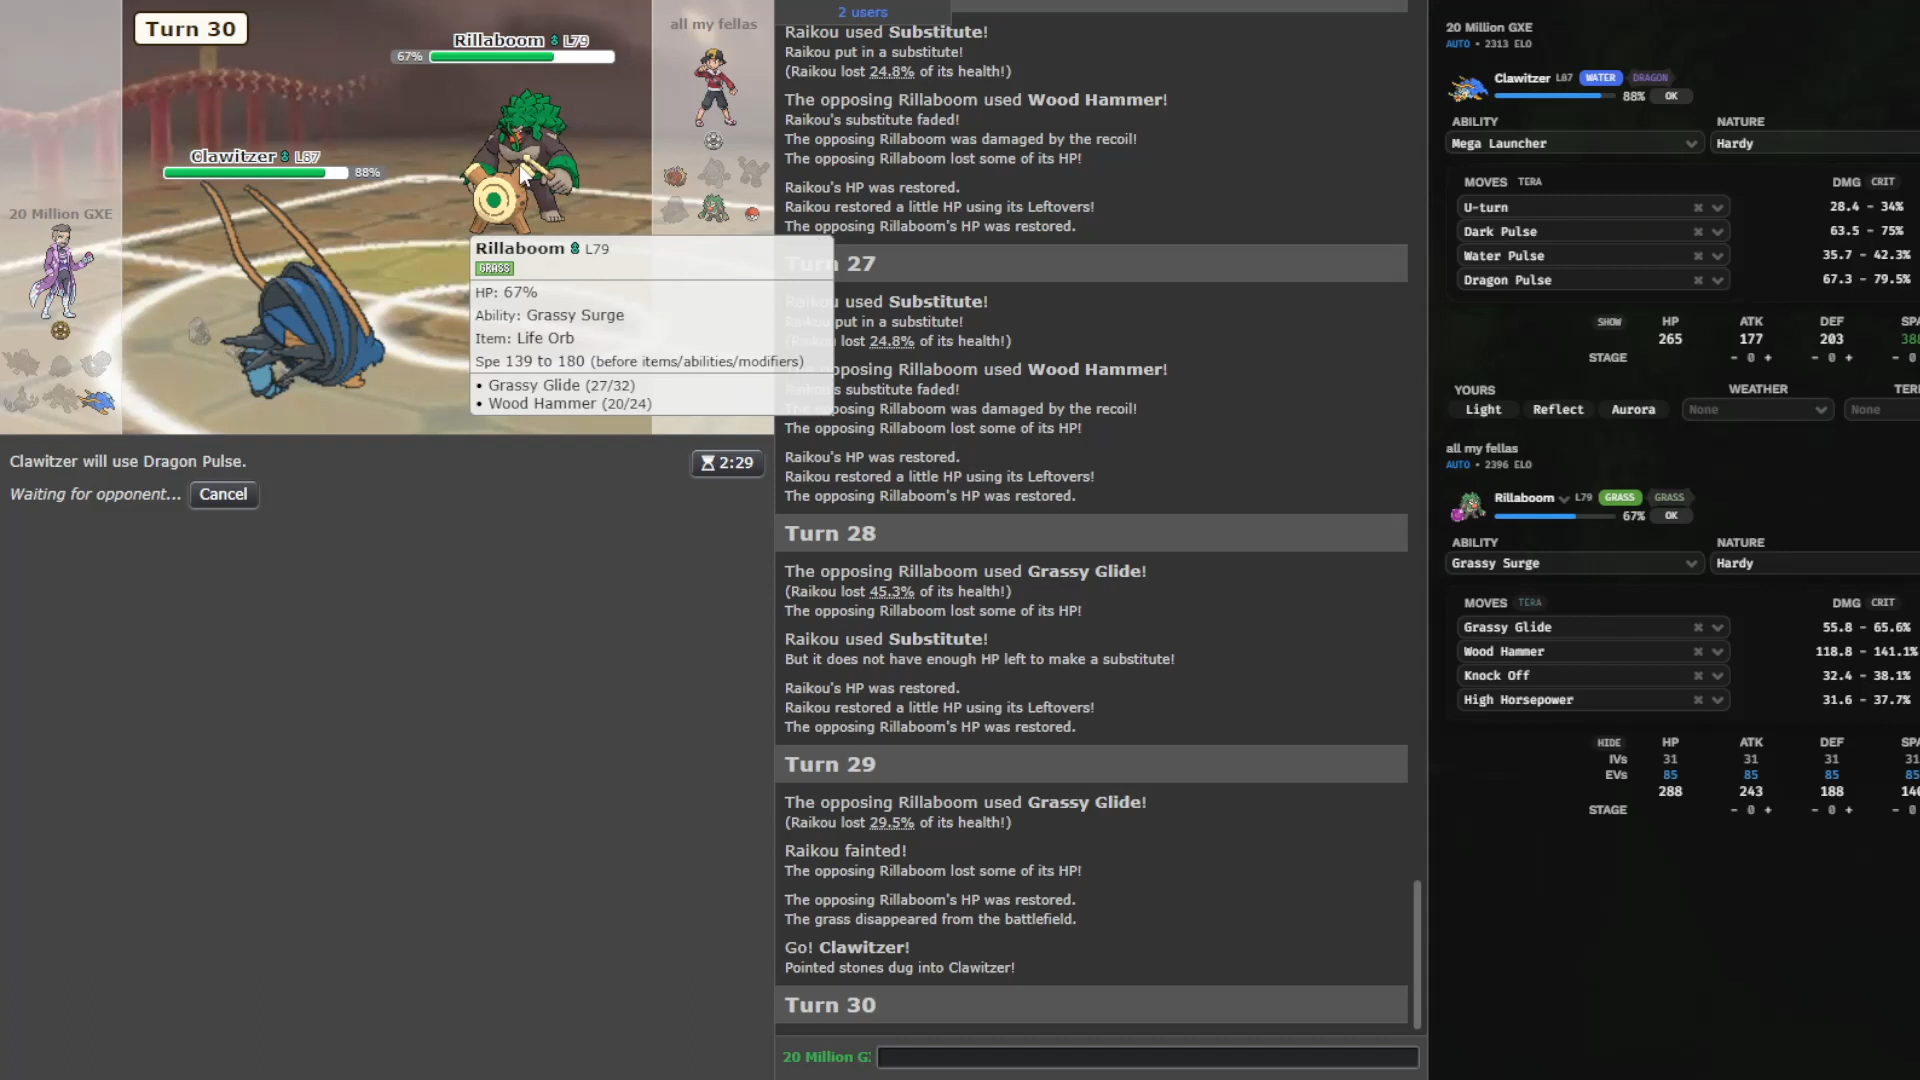 Turn 30
Rillaboom L79
67%
Clawitzer L87
88%
20 Million GXE
all my fellas
Rillaboom L79
GRASS
HP: 67%
Ability: Grassy Surge
Item: Life Orb
Spe 139 to 180 (before items/abilities/modifiers)
• Grassy Glide (27/32)
• Wood Hammer (20/24)
Clawitzer will use Dragon Pulse.
2:29
Waiting for opponent... Cancel
2 users
Raikou used Substitute!
Raikou put in a substitute!
(Raikou lost 24.8% of its health!)
The opposing Rillaboom used Wood Hammer!
Raikou's substitute faded!
The opposing Rillaboom was damaged by the recoil!
The opposing Rillaboom lost some of its HP!
Raikou's HP was restored.
Raikou restored a little HP using its Leftovers!
The opposing Rillaboom's HP was restored.
Turn 27
Raikou used Substitute!
Raikou put in a substitute!
(Raikou lost 24.8% of its health!)
The opposing Rillaboom used Wood Hammer!
Raikou's substitute faded!
The opposing Rillaboom was damaged by the recoil!
The opposing Rillaboom lost some of its HP!
Raikou's HP was restored.
Raikou restored a little HP using its Leftovers!
The opposing Rillaboom's HP was restored.
Turn 28
The opposing Rillaboom used Grassy Glide!
(Raikou lost 45.3% of its health!)
The opposing Rillaboom lost some of its HP!
Raikou used Substitute!
But it does not have enough HP left to make a substitute!
Raikou's HP was restored.
Raikou restored a little HP using its Leftovers!
The opposing Rillaboom's HP was restored.
Turn 29
The opposing Rillaboom used Grassy Glide!
(Raikou lost 29.5% of its health!)
Raikou fainted!
The opposing Rillaboom lost some of its HP!
The opposing Rillaboom's HP was restored.
The grass disappeared from the battlefield.
Go! Clawitzer!
Pointed stones dug into Clawitzer!
Turn 30
20 Million G
20 Million GXE
AUTO • 2313 ELO
Clawitzer L87 WATER DRAGON
88% OK
ABILITY NATURE
Mega Launcher Hardy
MOVES TERA DMG CRIT
U-turn 28.4 - 34%
Dark Pulse 63.5 - 75%
Water Pulse 35.7 - 42.3%
Dragon Pulse 67.3 - 79.5%
SHOW HP ATK DEF SPA
265 177 203
STAGE - 0 + - 0 + - 0
YOURS WEATHER TER
Light Reflect Aurora None None
all my fellas
AUTO • 2396 ELO
Rillaboom L79 GRASS GRASS
67% OK
ABILITY NATURE
Grassy Surge Hardy
MOVES TERA DMG CRIT
Grassy Glide 55.8 - 65.6%
Wood Hammer 118.8 - 141.1%
Knock Off 32.4 - 38.1%
High Horsepower 31.6 - 37.7%
HIDE HP ATK DEF SPA
IVs 31 31 31 31
EVs 85 85 85 85
288 243 188
STAGE - 0 + - 0 + - 0